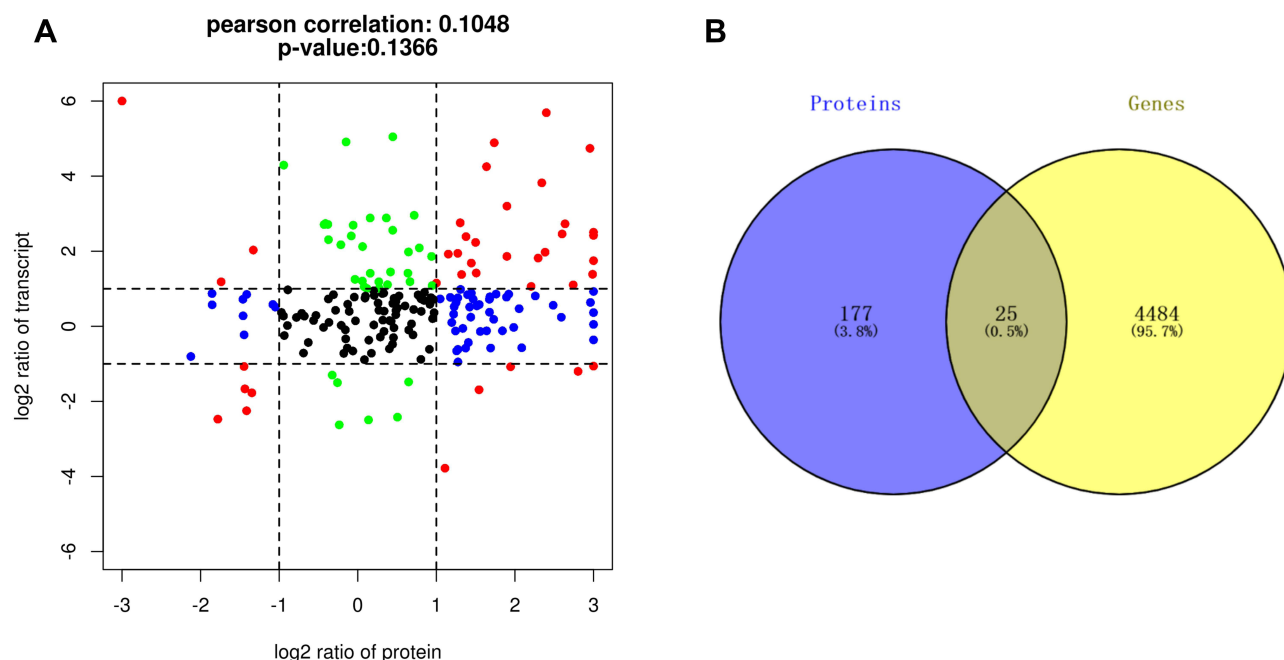 A
pearson correlation: 0.1048
p-value:0.1366
log2 ratio of transcript
6
4
2
0
-2
-4
-6
-3
-2
-1
0
1
2
3
log2 ratio of protein
B
Proteins
Genes
177
(3.8%)
25
(0.5%)
4484
(95.7%)